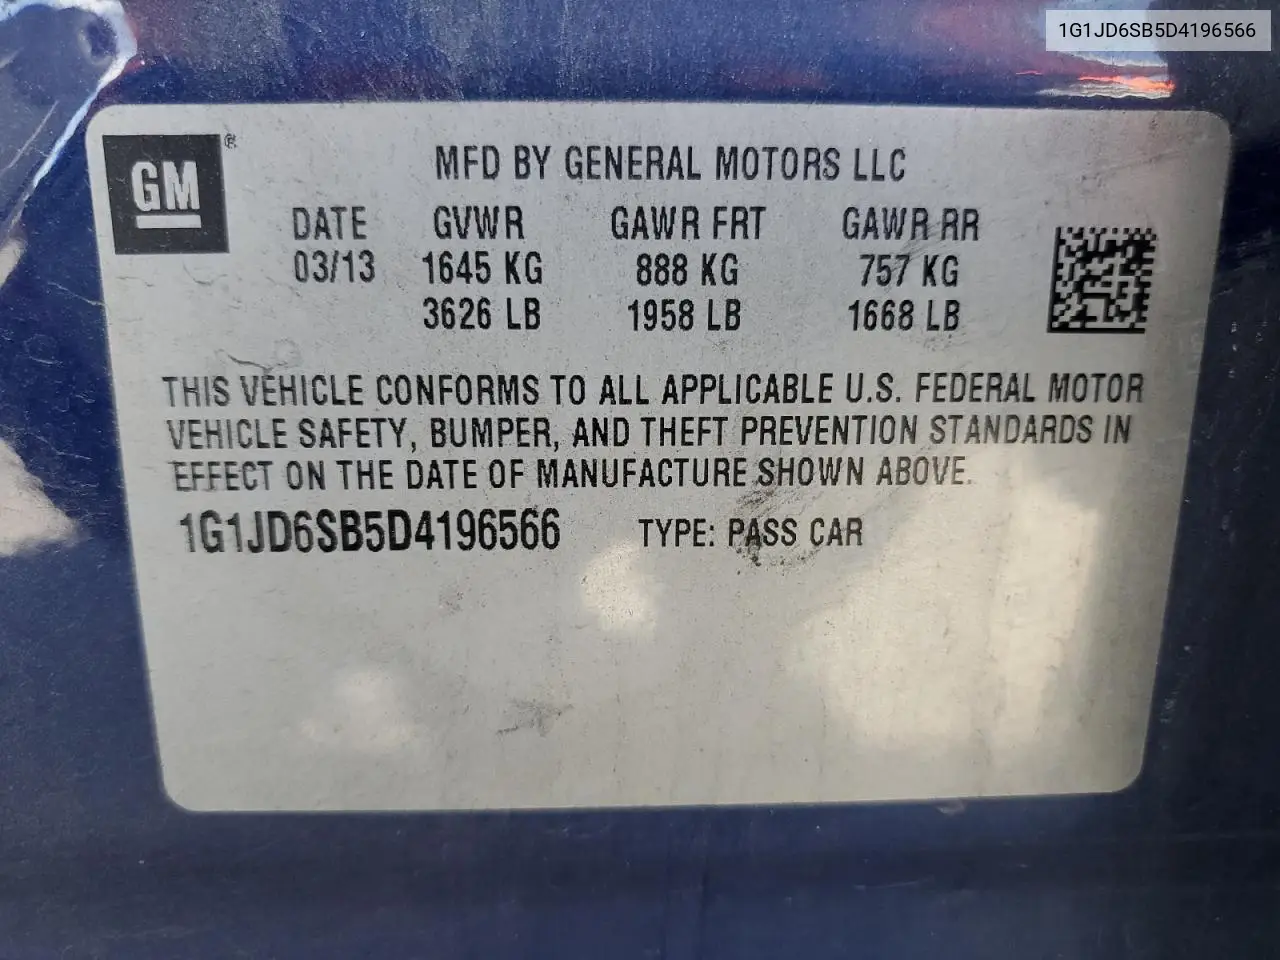 1G1JD6SB5D4196566
GM®
MFD BY GENERAL MOTORS LLC
DATE GVWR GAWR FRT GAWR RR
03/13 1645 KG 888 KG 757 KG
3626 LB 1958 LB 1668 LB
THIS VEHICLE CONFORMS TO ALL APPLICABLE U.S. FEDERAL MOTOR
VEHICLE SAFETY, BUMPER, AND THEFT PREVENTION STANDARDS IN
EFFECT ON THE DATE OF MANUFACTURE SHOWN ABOVE.
1G1JD6SB5D4196566 TYPE: PASS CAR